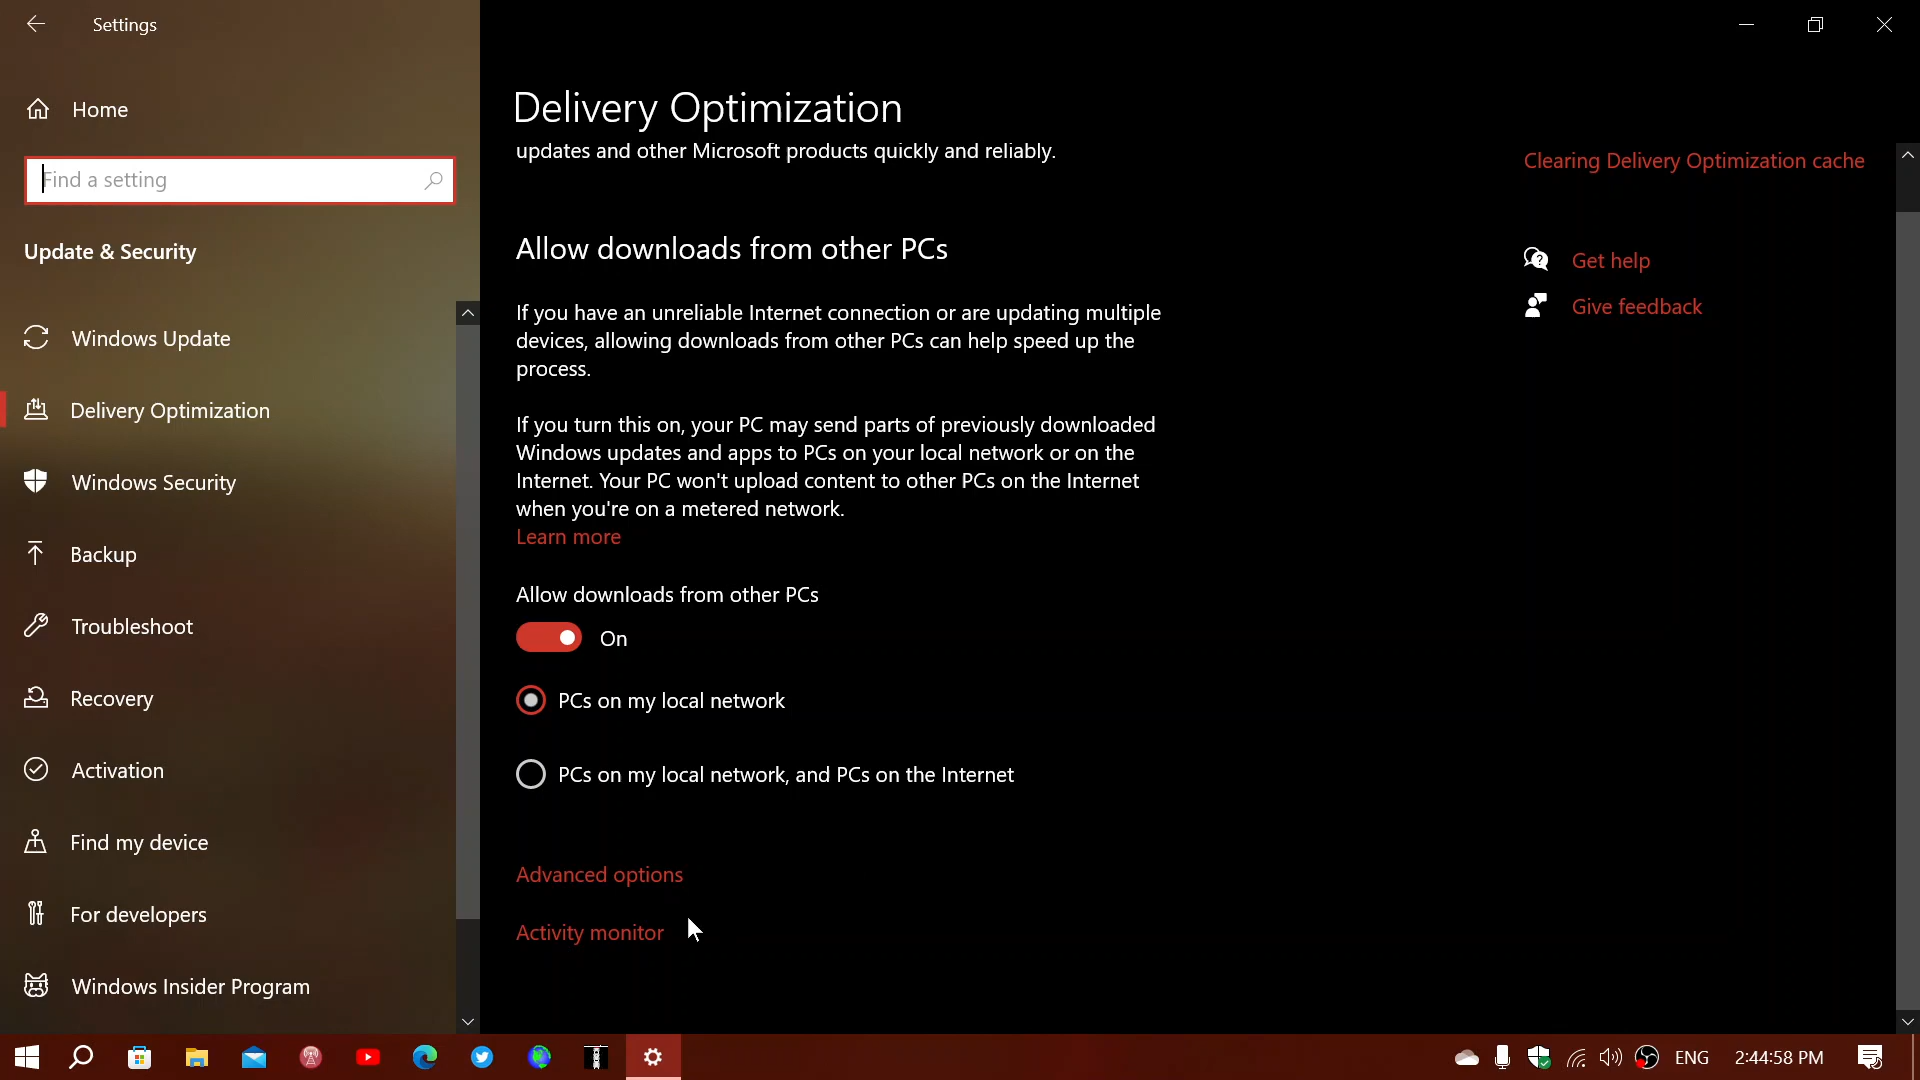 Settings
Home
Find a setting
Update & Security
Windows Update
Delivery Optimization
Windows Security
Backup
Troubleshoot
Recovery
Activation
Find my device
For developers
Windows Insider Program
Delivery Optimization
updates and other Microsoft products quickly and reliably.
Allow downloads from other PCs
If you have an unreliable Internet connection or are updating multiple
devices, allowing downloads from other PCs can help speed up the
process.
If you turn this on, your PC may send parts of previously downloaded
Windows updates and apps to PCs on your local network or on the
Internet. Your PC won't upload content to other PCs on the Internet
when you're on a metered network.
Learn more
Allow downloads from other PCs
On
PCs on my local network
PCs on my local network, and PCs on the Internet
Advanced options
Activity monitor
Clearing Delivery Optimization cache
Get help
Give feedback
ENG
2:44:58 PM